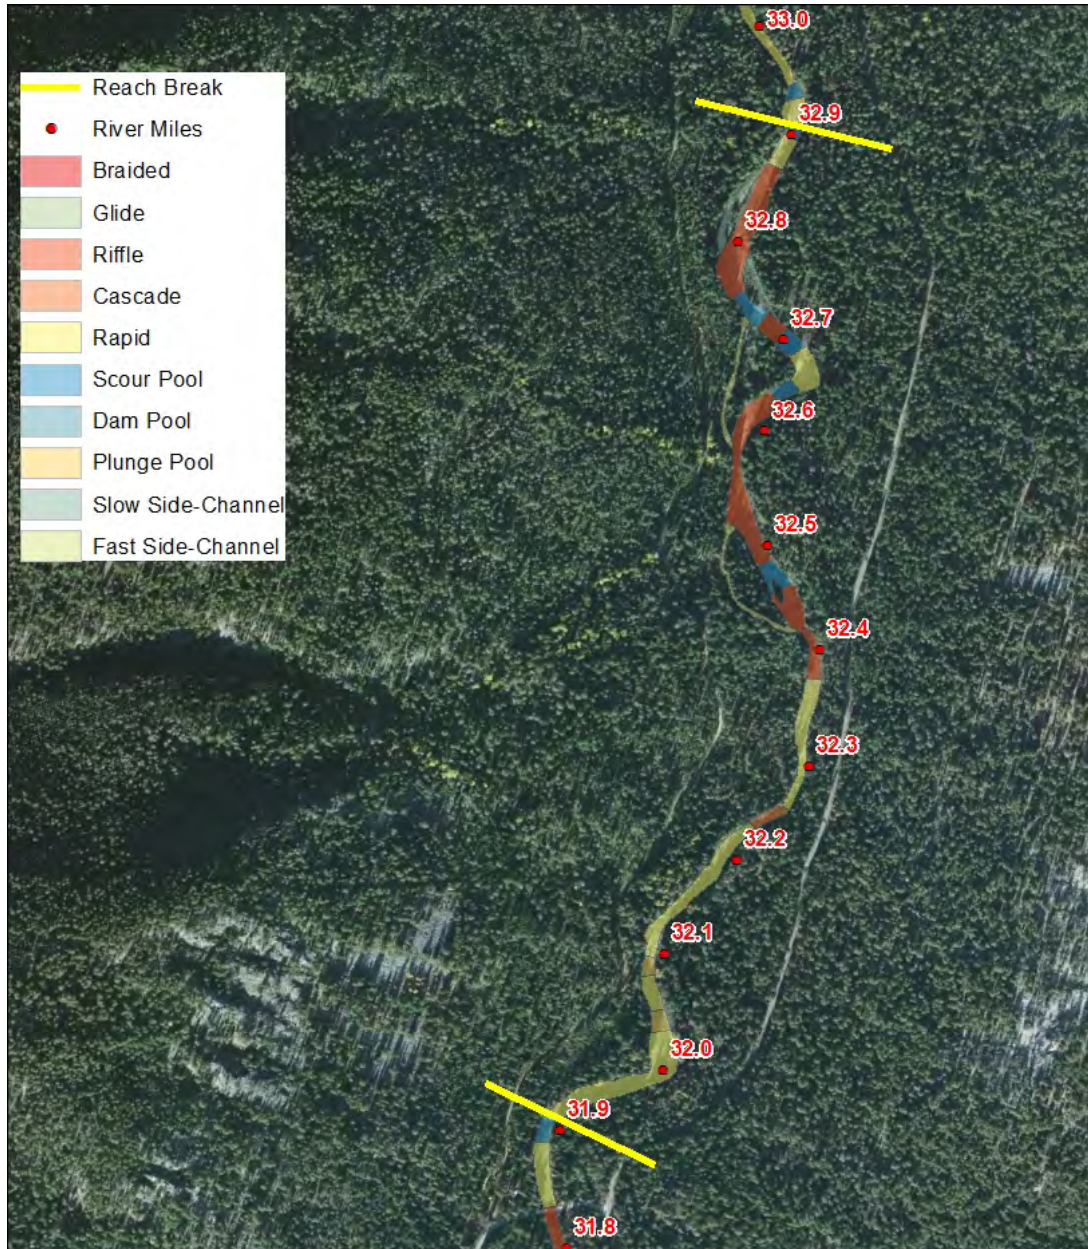 33.0
Reach Break
32.9
River Miles
Braided
Glide
32.8
Riffle
Cascade
Rapid
32.7
Scour Pool
Dam Pool
32.6
Plunge Pool
Slow Side-Channel
32.5
Fast Side-Channel
32.4
32.3
32.2
32.1
32.0
31.9
31.8